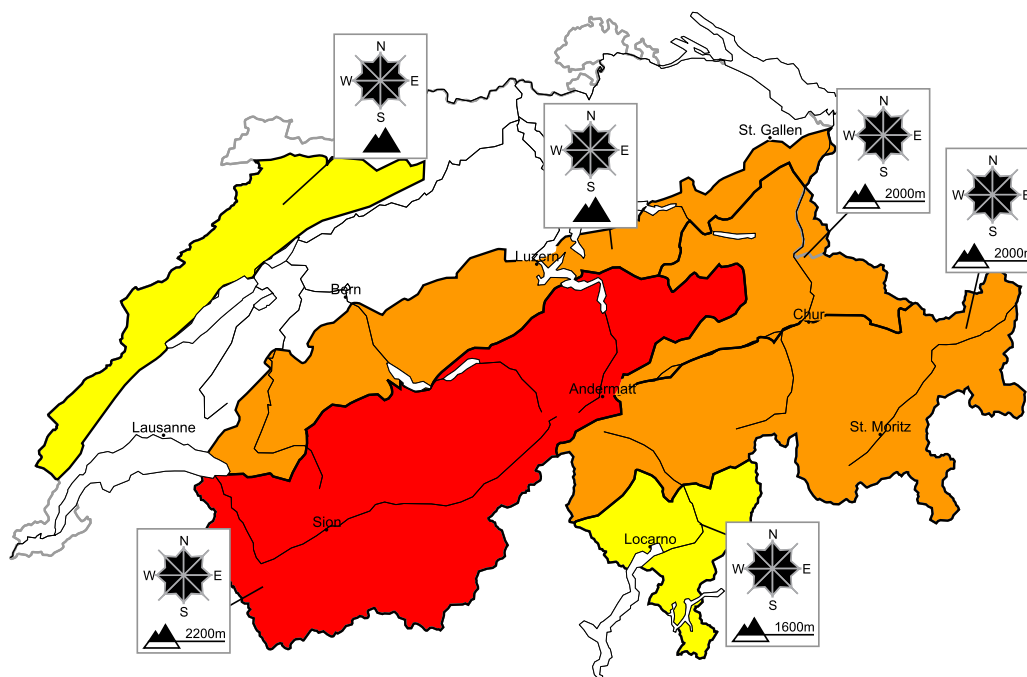 N
W E
S
N
W E
S
N
W E
S
2000m
St. Gallen
N
W E
S
2000m
Luzern
Bern
Chur
Andermatt
Lausanne
St. Moritz
Sion
Locarno
N
W E
S
2200m
N
W E
S
1600m